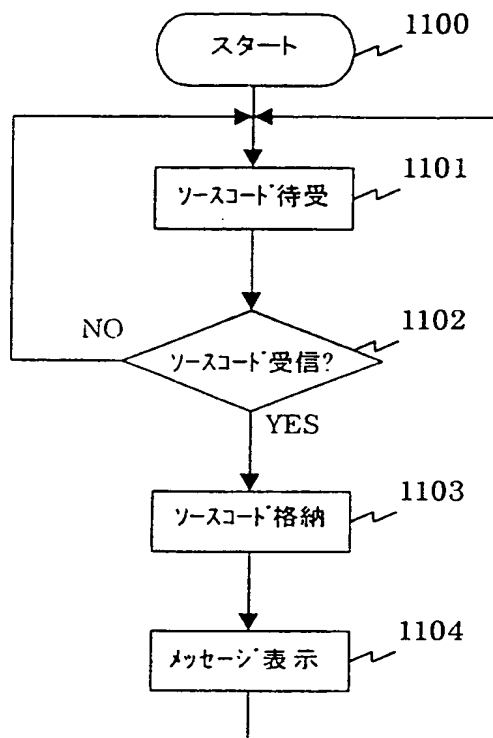 スタート
1100
ソースコード待受
1101
ソースコード受信?
1102
NO
YES
ソースコード格納
1103
メッセージ表示
1104